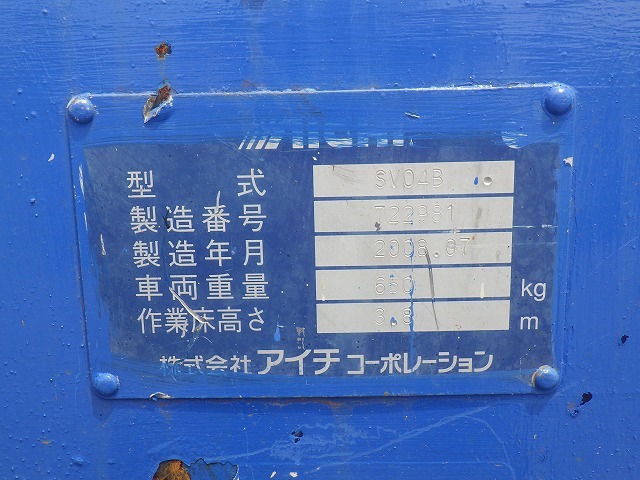 Aichi
型式 SV04B
製造番号 722981
製造年月 2008.07
車両重量 650 kg
作業床高さ 3.8 m
株式会社 アイチ コーポレーション